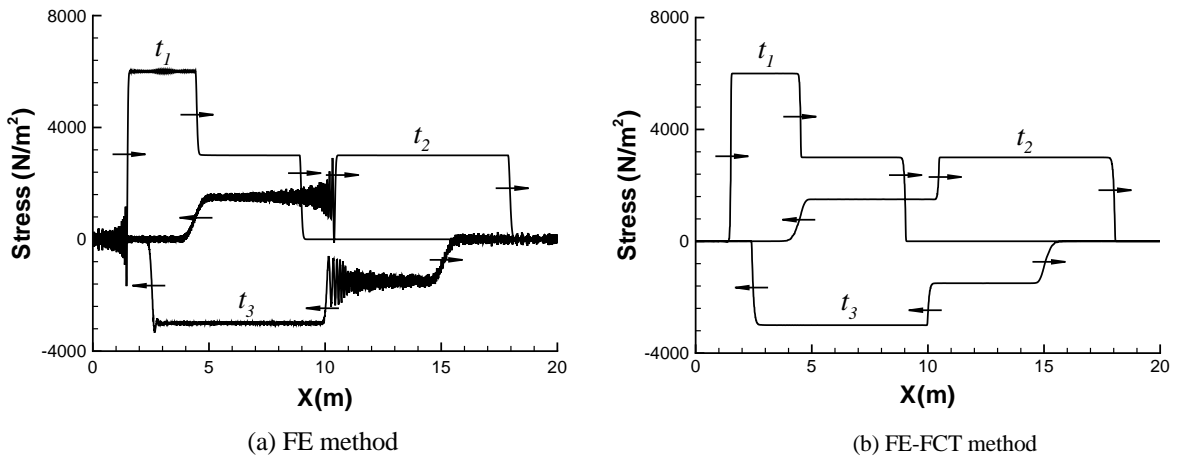 8000
4000
0
-4000
Stress (N/m²)
t₁
t₂
t₃
0 5 10 15 20
X(m)
(a) FE method
8000
4000
0
-4000
Stress (N/m²)
t₁
t₂
t₃
0 5 10 15 20
X(m)
(b) FE-FCT method